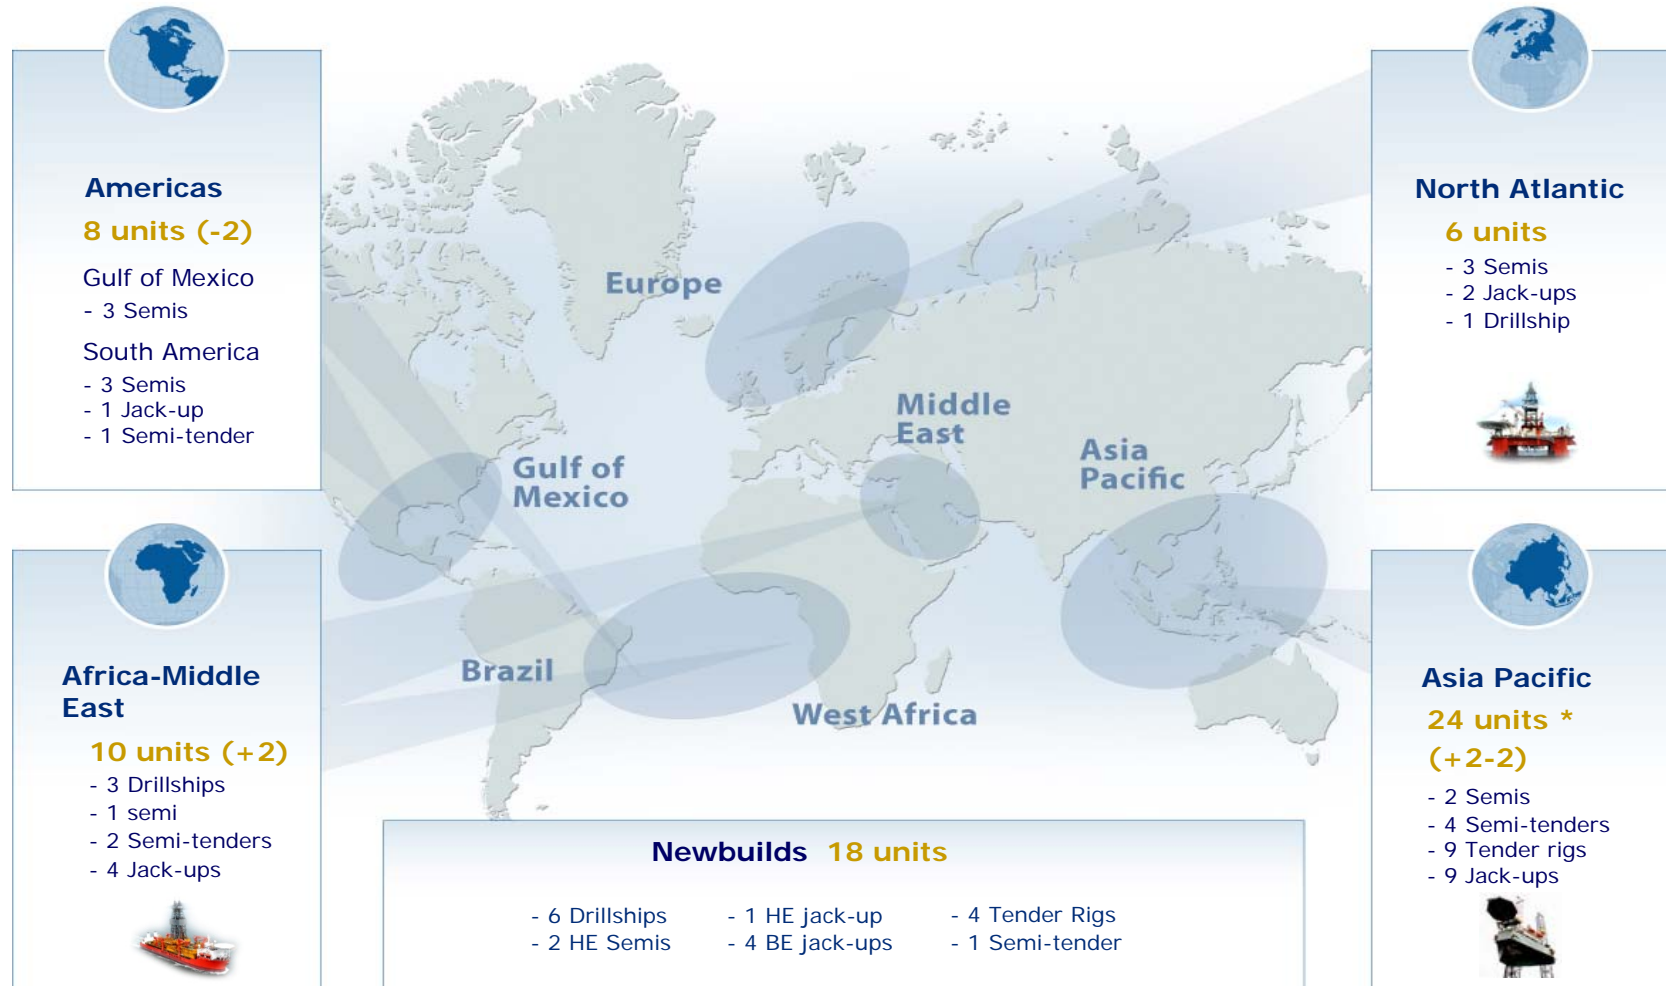 Americas
8 units (-2)
Gulf of Mexico
- 3 Semis
South America
- 3 Semis
- 1 Jack-up
- 1 Semi-tender
North Atlantic
6 units
- 3 Semis
- 2 Jack-ups
- 1 Drillship
Europe
Middle
East
Asia
Pacific
Gulf of
Mexico
Brazil
West Africa
Africa-Middle
East
10 units (+2)
- 3 Drillships
- 1 semi
- 2 Semi-tenders
- 4 Jack-ups
Asia Pacific
24 units *
(+2-2)
- 2 Semis
- 4 Semi-tenders
- 9 Tender rigs
- 9 Jack-ups
Newbuilds 18 units
- 6 Drillships - 1 HE jack-up - 4 Tender Rigs
- 2 HE Semis - 4 BE jack-ups - 1 Semi-tender